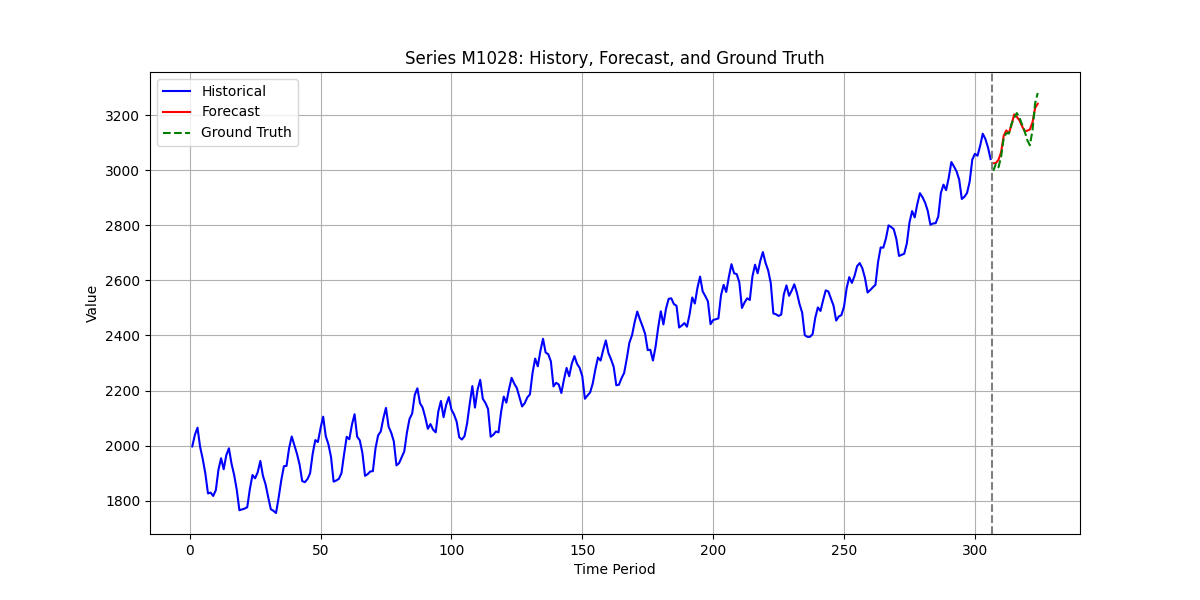 Series M1028: History, Forecast, and Ground Truth
Historical
Forecast
Ground Truth
3200
3000
2800
2600
2400
2200
2000
1800
Value
0 50 100 150 200 250 300
Time Period